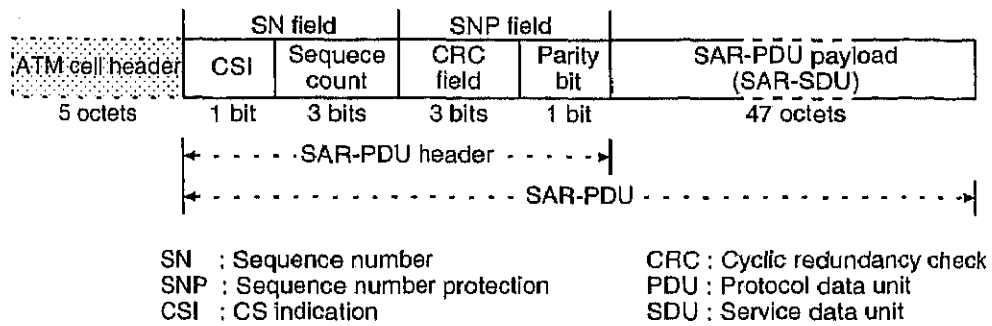 SN field SNP field
ATM cell header CSI Sequece count CRC field Parity bit SAR-PDU payload (SAR-SDU)
5 octets 1 bit 3 bits 3 bits 1 bit 47 octets
SAR-PDU header
SAR-PDU
SN : Sequence number
SNP : Sequence number protection
CSI : CS indication
CRC : Cyclic redundancy check
PDU : Protocol data unit
SDU : Service data unit